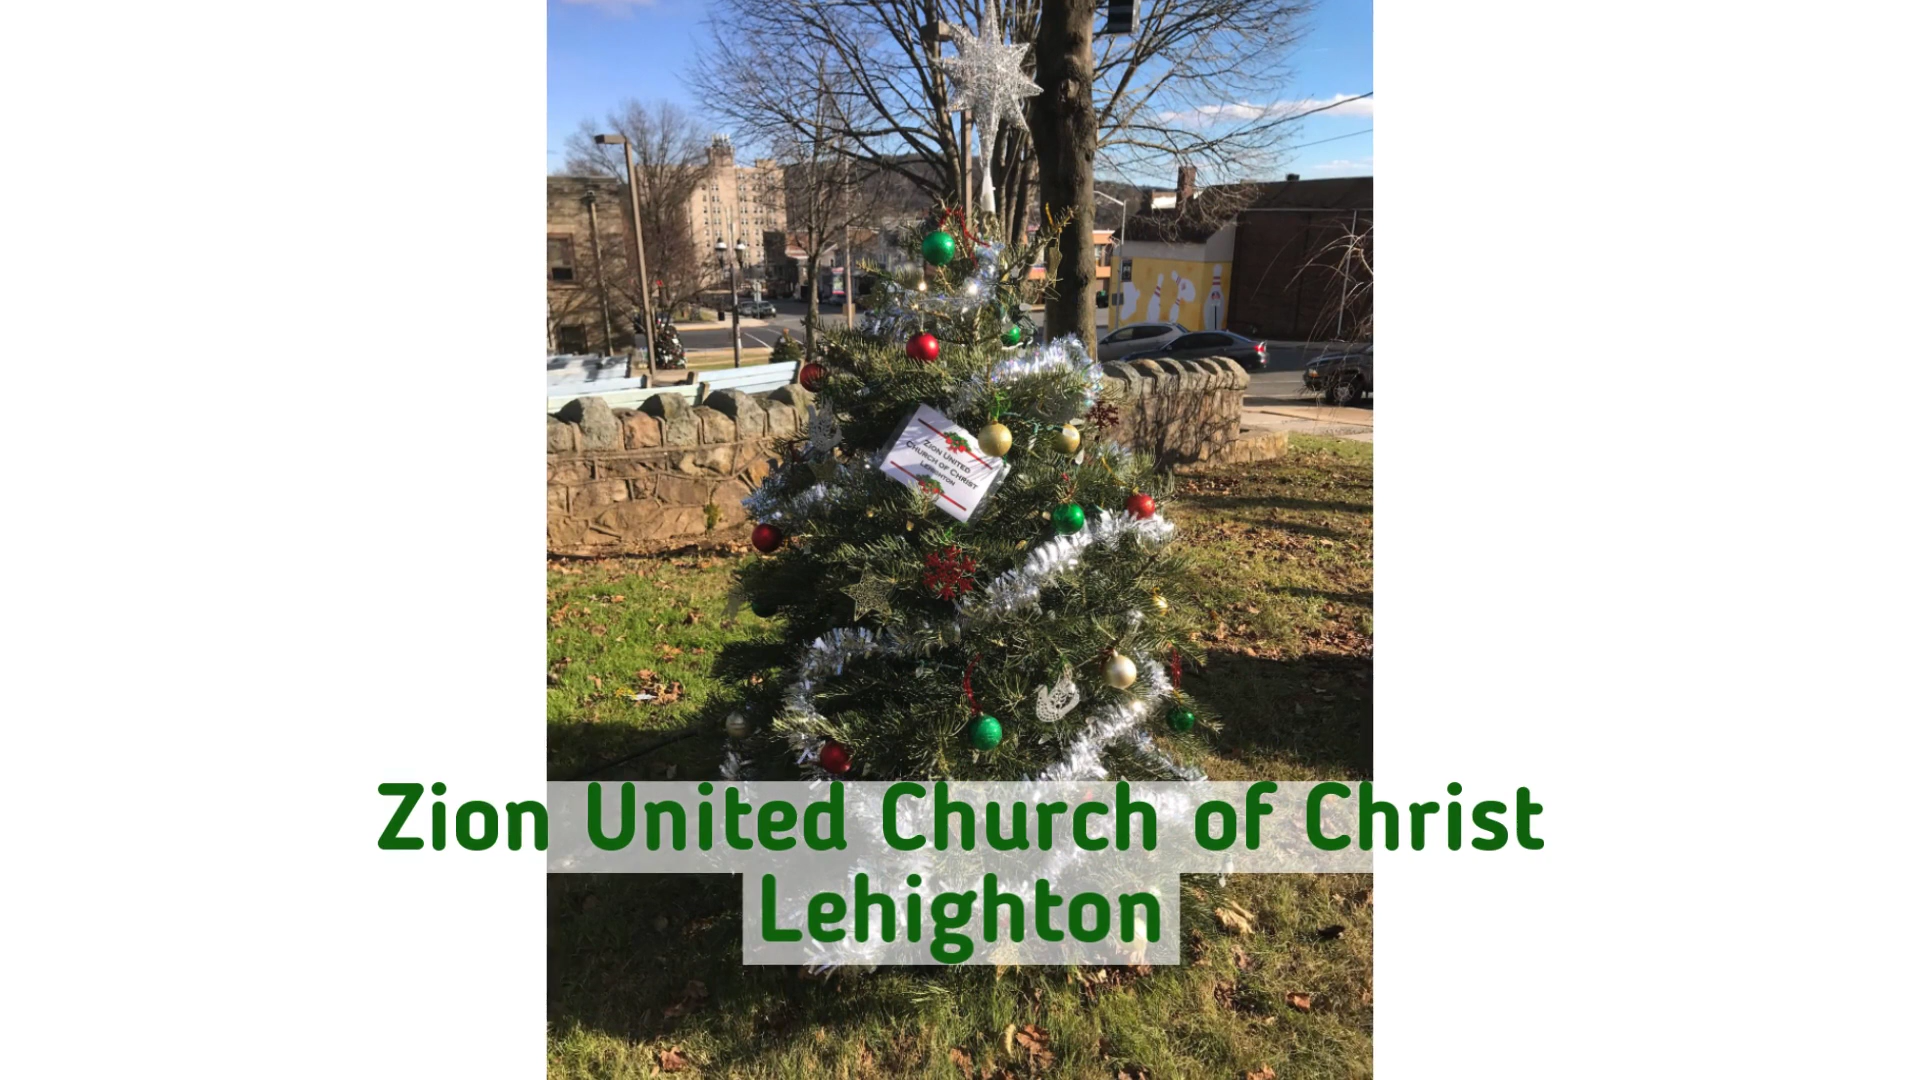 Zion United
Church of Christ
Lehighton
Zion United Church of Christ
Lehighton